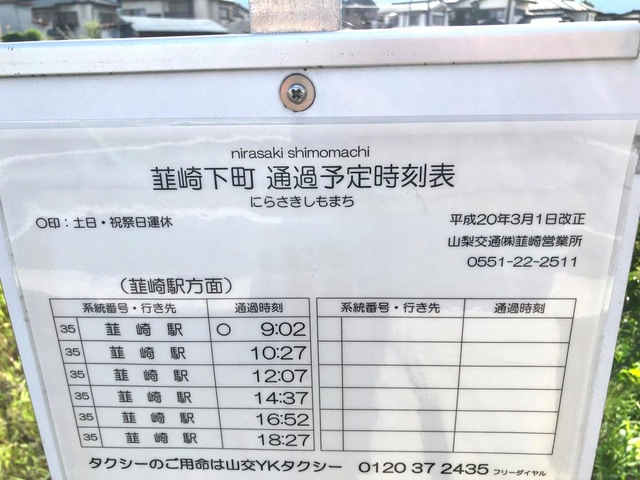 nirasaki shimomachi
韮崎下町 通過予定時刻表
にらさきしもまち
〇印：土日・祝祭日運休
平成20年3月1日改正
山梨交通㈱韮崎営業所
0551-22-2511
（韮崎駅方面）
系統番号・行き先 通過時刻 系統番号・行き先 通過時刻
35 韮崎駅 〇 9:02
35 韮崎駅 10:27
35 韮崎駅 12:07
35 韮崎駅 14:37
35 韮崎駅 16:52
35 韮崎駅 18:27
タクシーのご用命は山交YKタクシー 0120 37 2435 フリーダイヤル